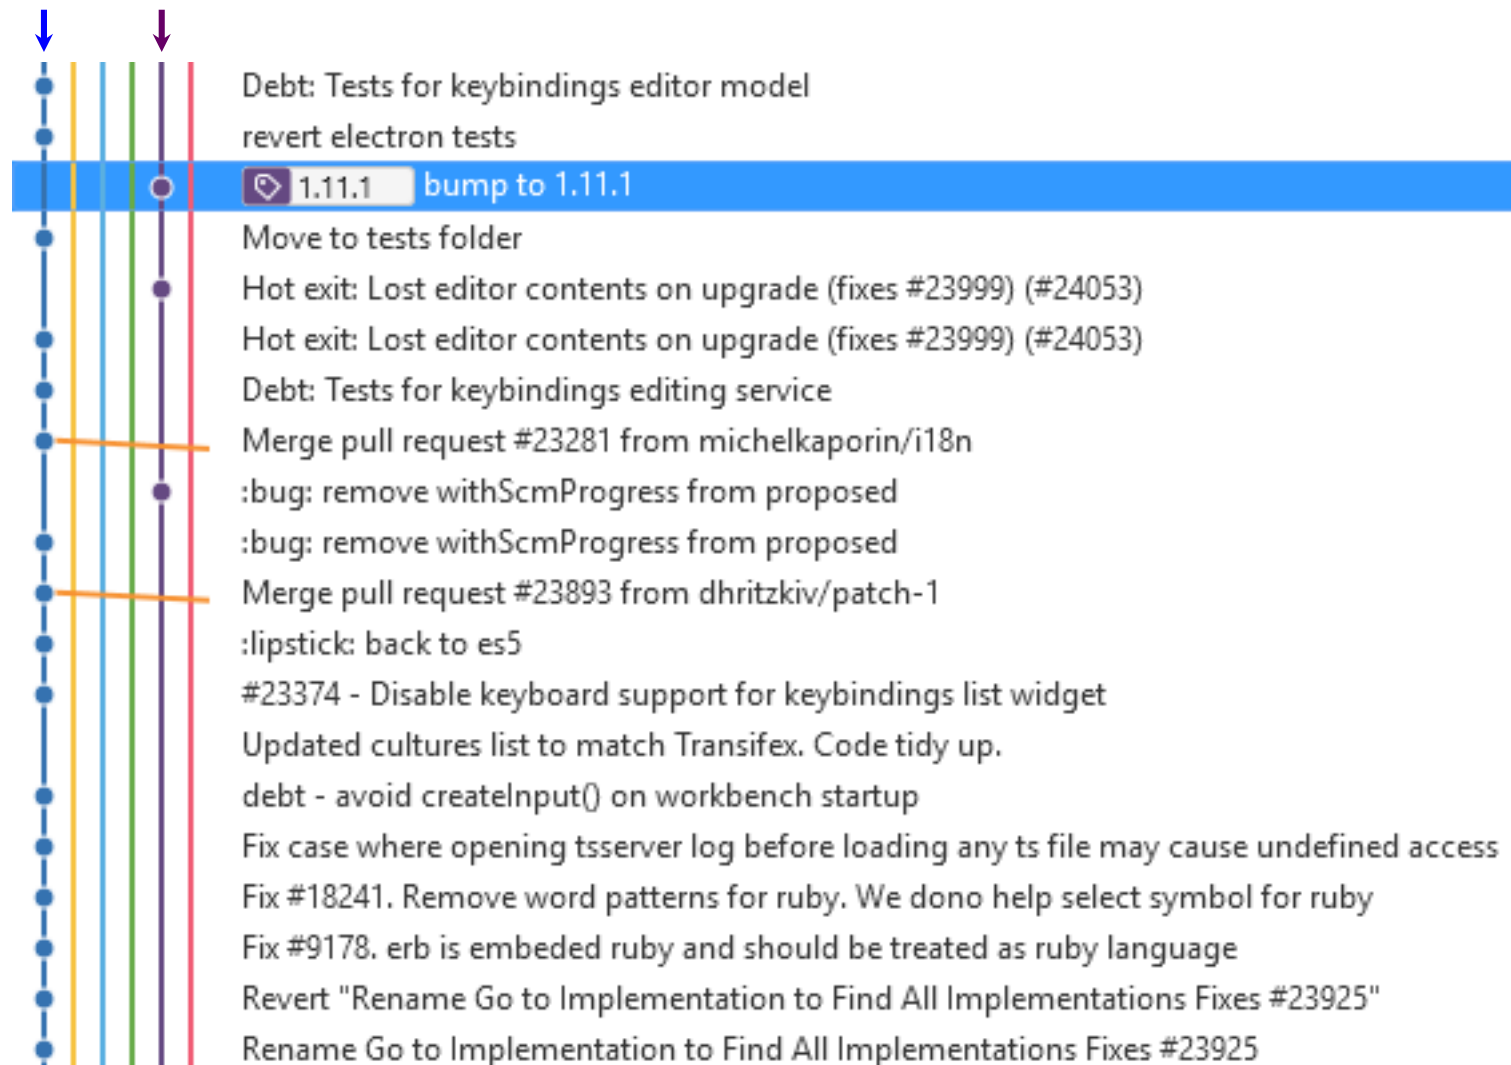 Debt: Tests for keybindings editor model
revert electron tests
1.11.1 bump to 1.11.1
Move to tests folder
Hot exit: Lost editor contents on upgrade (fixes #23999) (#24053)
Hot exit: Lost editor contents on upgrade (fixes #23999) (#24053)
Debt: Tests for keybindings editing service
Merge pull request #23281 from michelkaporin/i18n
:bug: remove withScmProgress from proposed
:bug: remove withScmProgress from proposed
Merge pull request #23893 from dhritzkiv/patch-1
:lipstick: back to es5
#23374 - Disable keyboard support for keybindings list widget
Updated cultures list to match Transifex. Code tidy up.
debt - avoid createInput() on workbench startup
Fix case where opening tsserver log before loading any ts file may cause undefined access
Fix #18241. Remove word patterns for ruby. We dono help select symbol for ruby
Fix #9178. erb is embeded ruby and should be treated as ruby language
Revert "Rename Go to Implementation to Find All Implementations Fixes #23925"
Rename Go to Implementation to Find All Implementations Fixes #23925